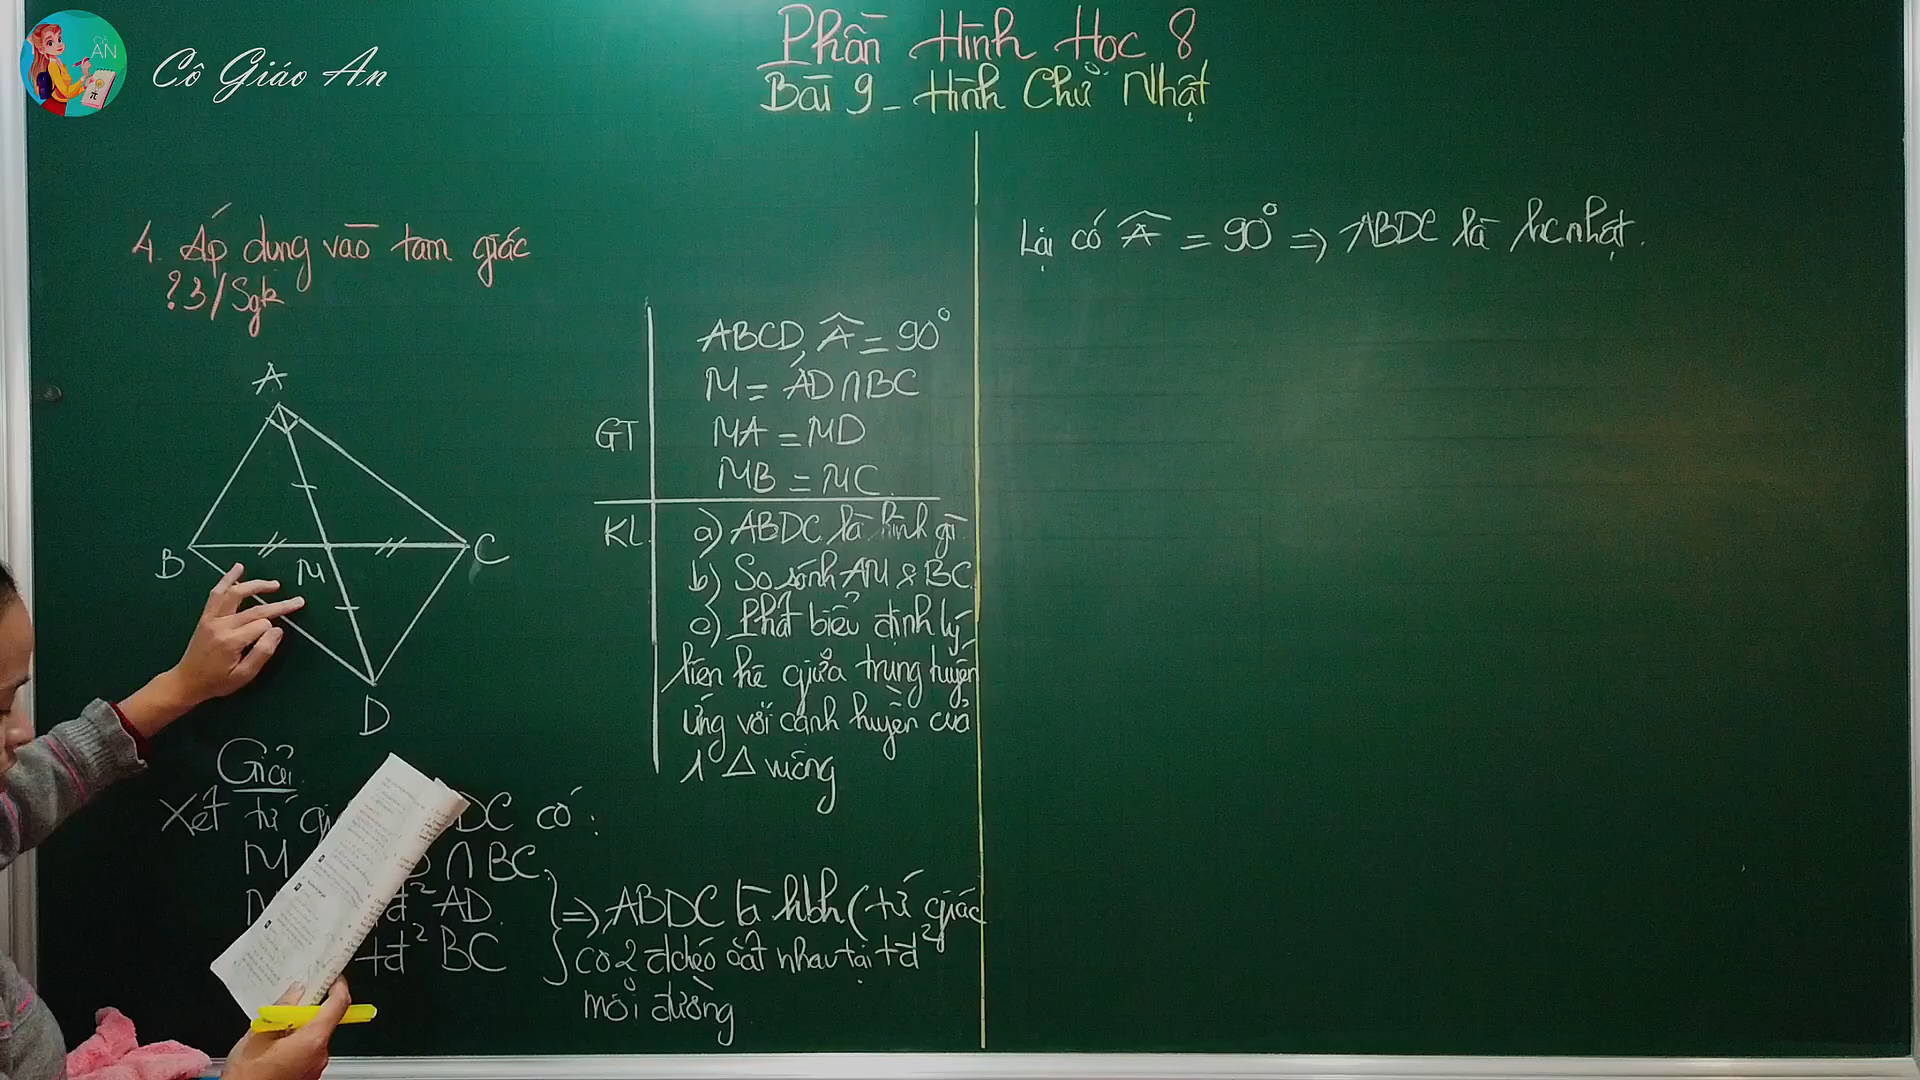 Cô Giáo An
CÔ
AN
Phần Hình Học 8
Bài 9 - Hình Chữ Nhật
4. Áp dụng vào tam giác
?3/Sgk
A
B
M
C
D
GT
ABCD, Â = 90°
M = AD ∩ BC
MA = MD
MB = MC.
KL
a) ABDC là hình gì
b) So sánh AM & BC
c) Phát biểu định lý
liên hệ giữa trung tuyến
ứng với cạnh huyền của
1 Δ vuông
Giải
Xét tứ DC có:
M ∩ BC.
AD
tđ² BC
=> ABDC là hbh (tứ giác
có 2 đchéo cắt nhau tại tđ²
mỗi đường
Lại có Â = 90° => ABDC là hcnhật.